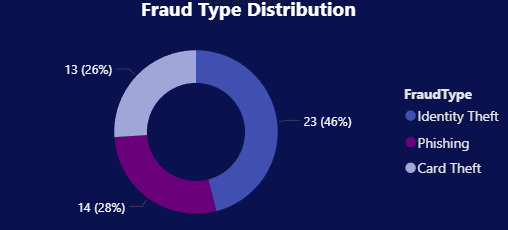 Fraud Type Distribution
13 (26%)
23 (46%)
14 (28%)
FraudType
Identity Theft
Phishing
Card Theft